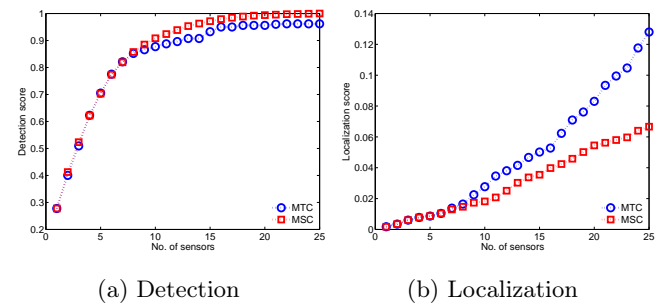 1
0.9
0.8
0.7
0.6
0.5
0.4
0.3
0.2
Detection score
0 5 10 15 20 25
No. of sensors
MTC
MSC
0.14
0.12
0.1
0.08
0.06
0.04
0.02
0
Localization score
0 5 10 15 20 25
No. of sensors
MTC
MSC
(a) Detection
(b) Localization